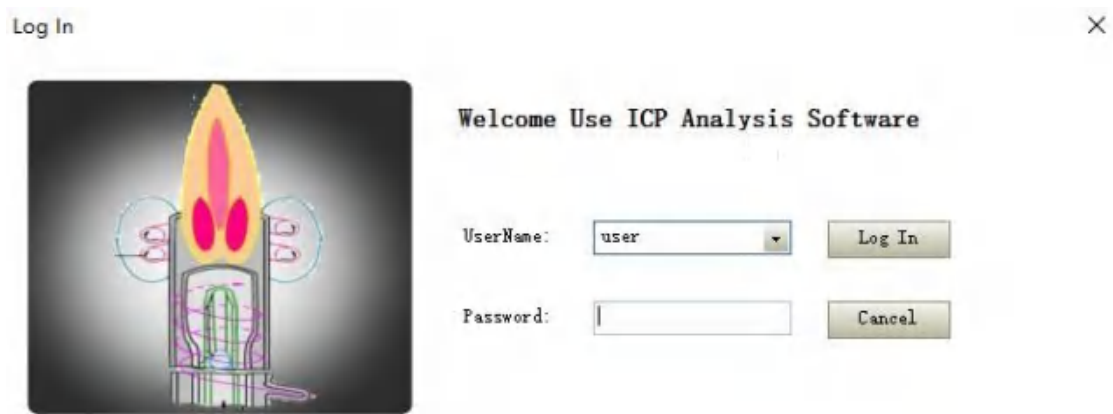 Log In
Welcome Use ICP Analysis Software
UserName: user Log In
Password: Cancel